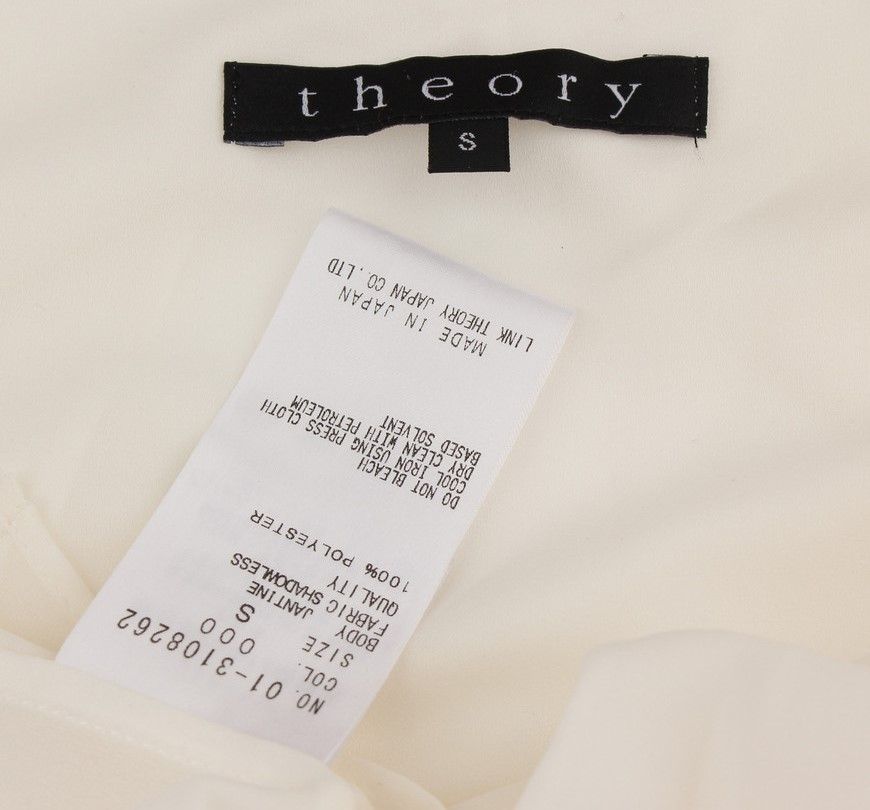 theory
S
NO. 01-3108262
COL. 000
SIZE S
BODY JANTINE
FABRIC SHADOWLESS
QUALITY
100% POLYESTER
DO NOT BLEACH
COOL IRON USING PRESS CLOTH
DRY CLEAN WITH PETROLEUM
BASED SOLVENT
MADE IN JAPAN
LINK THEORY JAPAN CO.,LTD